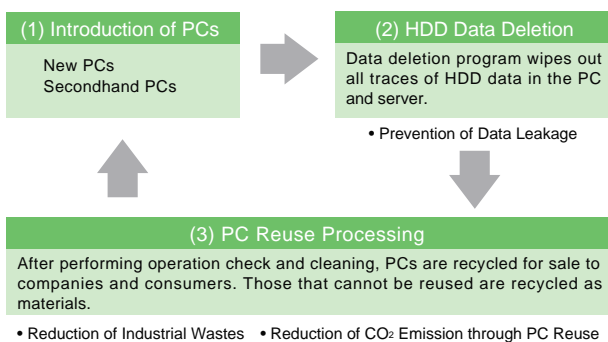 (1) Introduction of PCs
New PCs
Secondhand PCs
(2) HDD Data Deletion
Data deletion program wipes out
all traces of HDD data in the PC
and server.
• Prevention of Data Leakage
(3) PC Reuse Processing
After performing operation check and cleaning, PCs are recycled for sale to
companies and consumers. Those that cannot be reused are recycled as
materials.
• Reduction of Industrial Wastes • Reduction of CO2 Emission through PC Reuse